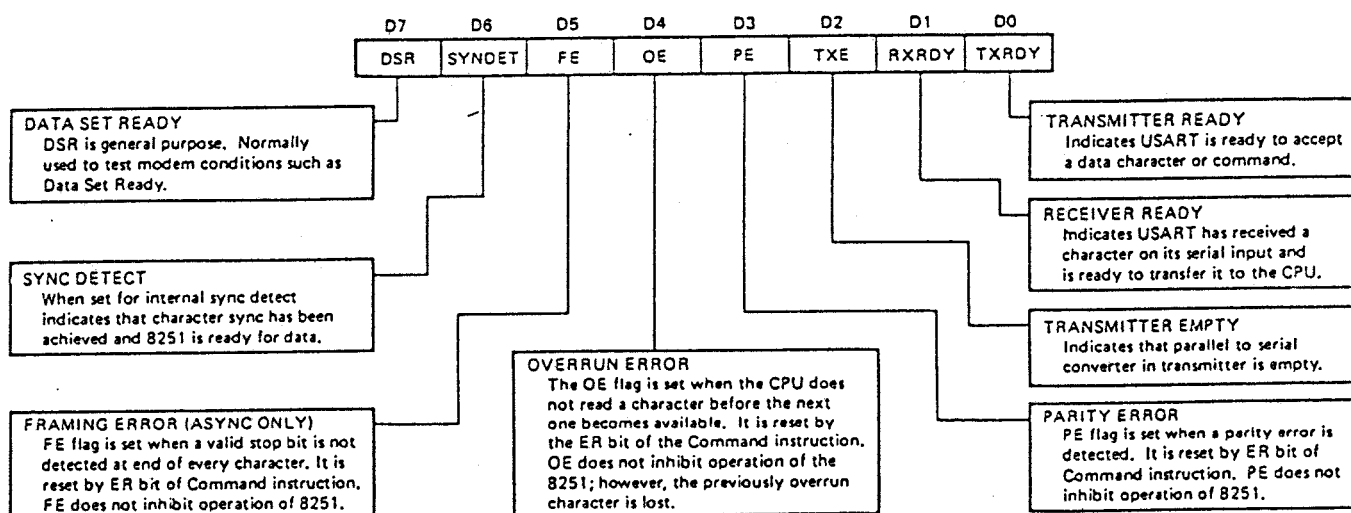 D7 D6 D5 D4 D3 D2 D1 D0
DSR SYNDET FE OE PE TXE RXRDY TXRDY
DATA SET READY
DSR is general purpose. Normally
used to test modem conditions such as
Data Set Ready.
SYNC DETECT
When set for internal sync detect
indicates that character sync has been
achieved and 8251 is ready for data.
FRAMING ERROR (ASYNC ONLY)
FE flag is set when a valid stop bit is not
detected at end of every character. It is
reset by ER bit of Command instruction.
FE does not inhibit operation of 8251.
OVERRUN ERROR
The OE flag is set when the CPU does
not read a character before the next
one becomes available. It is reset by
the ER bit of the Command instruction.
OE does not inhibit operation of the
8251; however, the previously overrun
character is lost.
TRANSMITTER READY
Indicates USART is ready to accept
a data character or command.
RECEIVER READY
Indicates USART has received a
character on its serial input and
is ready to transfer it to the CPU.
TRANSMITTER EMPTY
Indicates that parallel to serial
converter in transmitter is empty.
PARITY ERROR
PE flag is set when a parity error is
detected. It is reset by ER bit of
Command instruction. PE does not
inhibit operation of 8251.